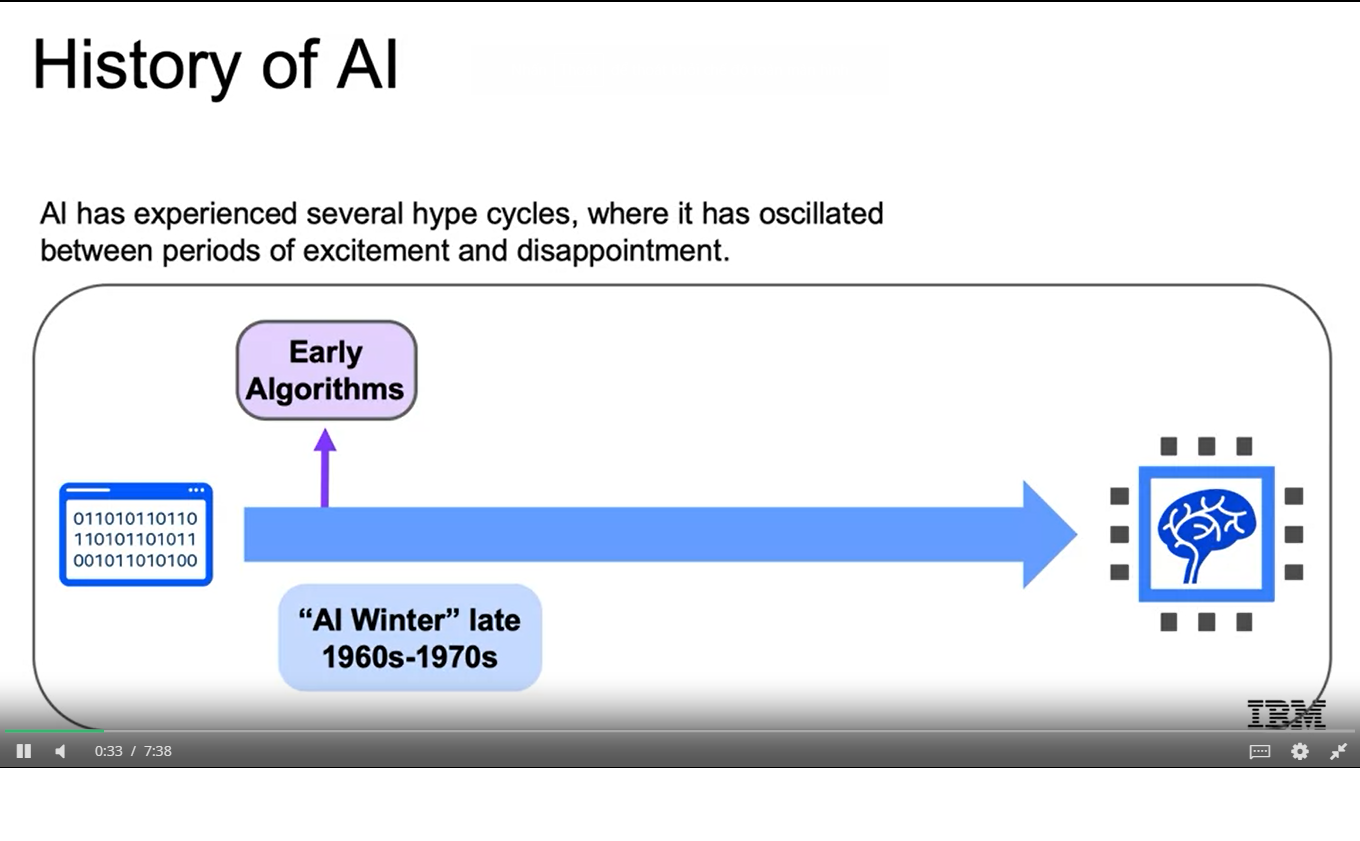 History of AI
AI has experienced several hype cycles, where it has oscillated
between periods of excitement and disappointment.
Early
Algorithms
011010110110
110101101011
001011010100
“AI Winter” late
1960s-1970s
IBM
0:33 / 7:38